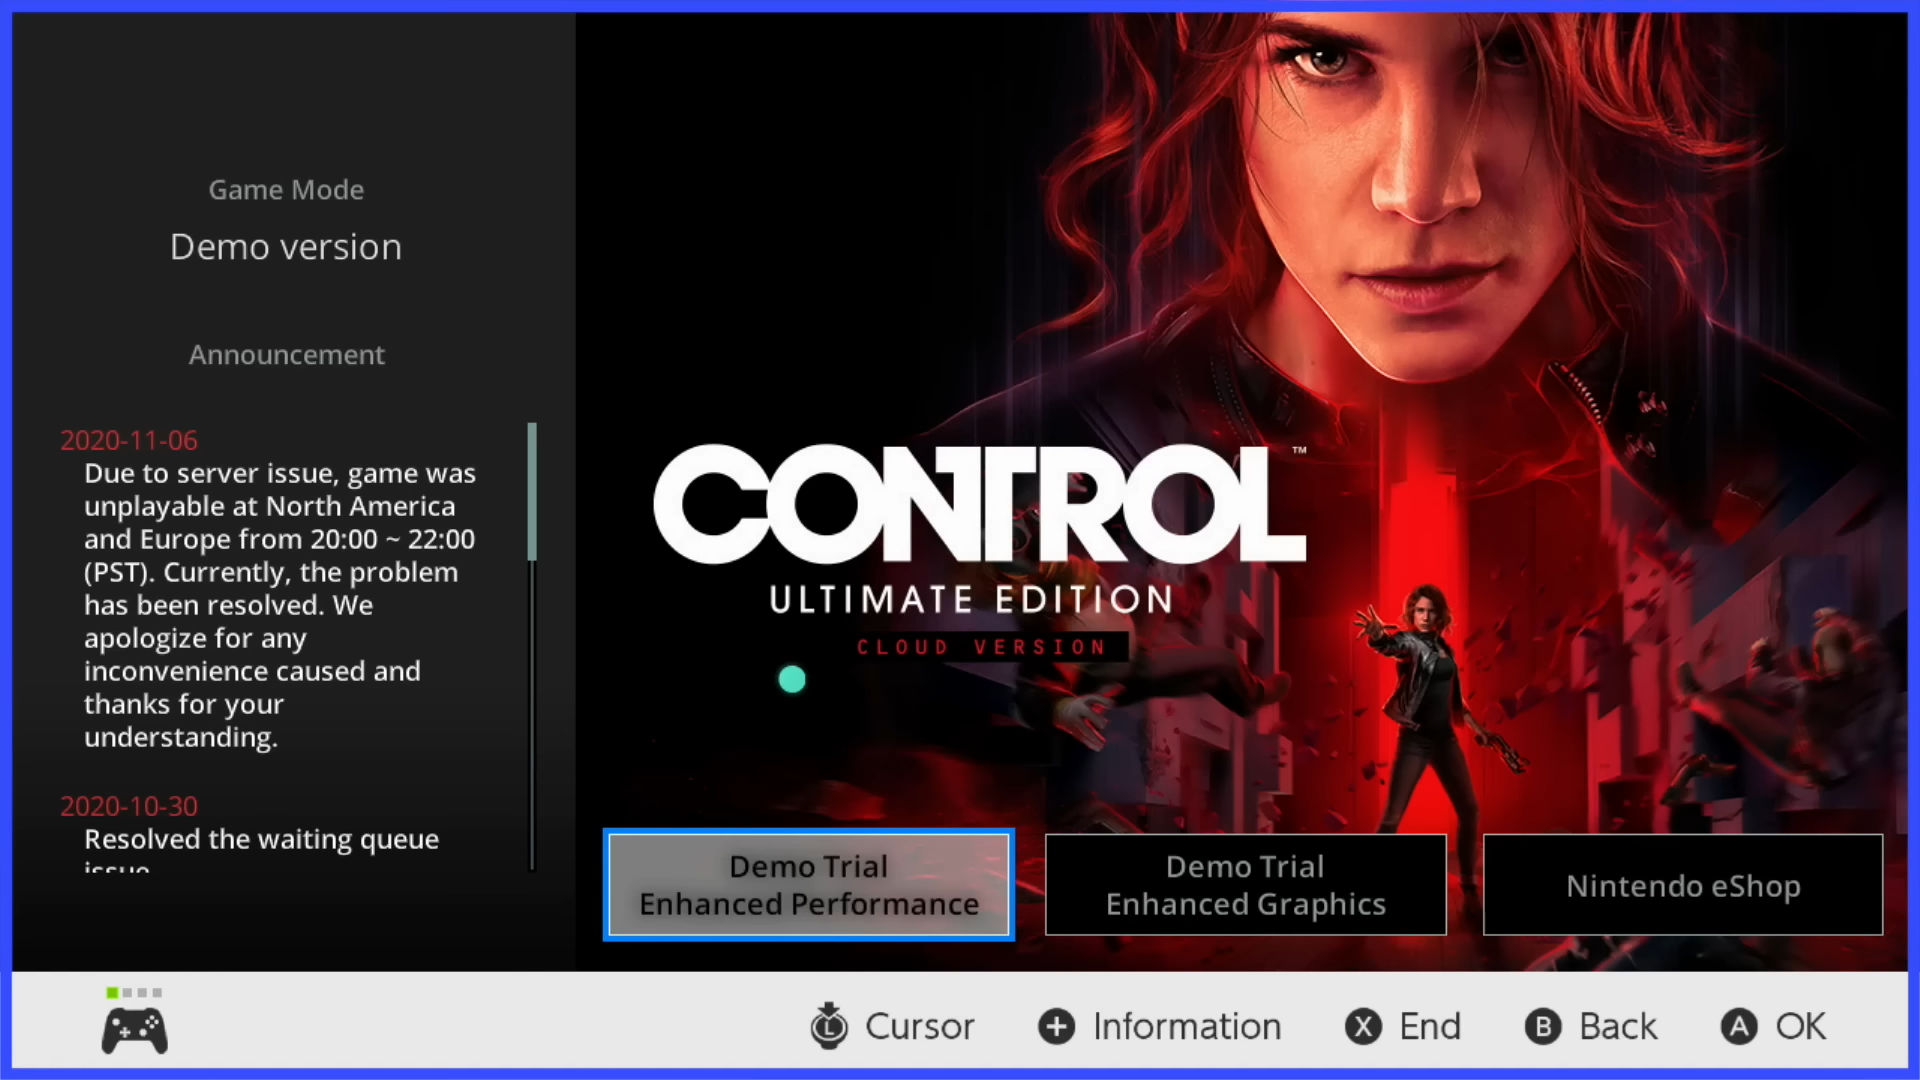 Game Mode
Demo version
Announcement
2020-11-06
Due to server issue, game was
unplayable at North America
and Europe from 20:00 ~ 22:00
(PST). Currently, the problem
has been resolved. We
apologize for any
inconvenience caused and
thanks for your
understanding.
2020-10-30
Resolved the waiting queue
issue.
CONTROL™
ULTIMATE EDITION
CLOUD VERSION
Demo Trial
Enhanced Performance
Demo Trial
Enhanced Graphics
Nintendo eShop
L Cursor
+ Information
X End
B Back
A OK